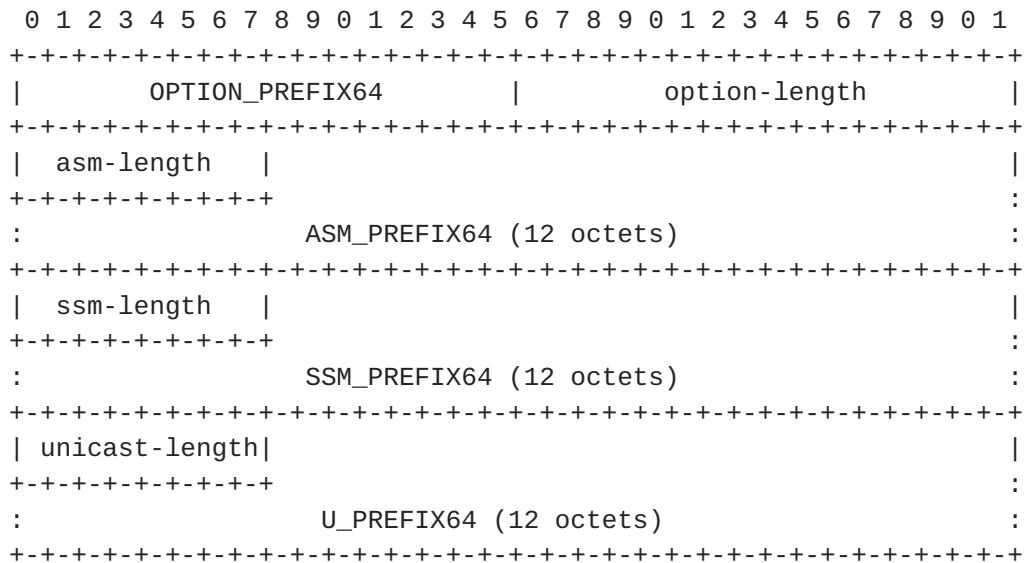 0 1 2 3 4 5 6 7 8 9 0 1 2 3 4 5 6 7 8 9 0 1 2 3 4 5 6 7 8 9 0 1
+-+-+-+-+-+-+-+-+-+-+-+-+-+-+-+-+-+-+-+-+-+-+-+-+-+-+-+-+-+-+-+-+
|        OPTION_PREFIX64        |         option-length         |
+-+-+-+-+-+-+-+-+-+-+-+-+-+-+-+-+-+-+-+-+-+-+-+-+-+-+-+-+-+-+-+-+
|  asm-length   |                                               |
+-+-+-+-+-+-+-+-+                                               :
:                  ASM_PREFIX64 (12 octets)                     :
+-+-+-+-+-+-+-+-+-+-+-+-+-+-+-+-+-+-+-+-+-+-+-+-+-+-+-+-+-+-+-+-+
|  ssm-length   |                                               |
+-+-+-+-+-+-+-+-+                                               :
:                  SSM_PREFIX64 (12 octets)                     :
+-+-+-+-+-+-+-+-+-+-+-+-+-+-+-+-+-+-+-+-+-+-+-+-+-+-+-+-+-+-+-+-+
| unicast-length|                                               |
+-+-+-+-+-+-+-+-+                                               :
:                   U_PREFIX64 (12 octets)                      :
+-+-+-+-+-+-+-+-+-+-+-+-+-+-+-+-+-+-+-+-+-+-+-+-+-+-+-+-+-+-+-+-+